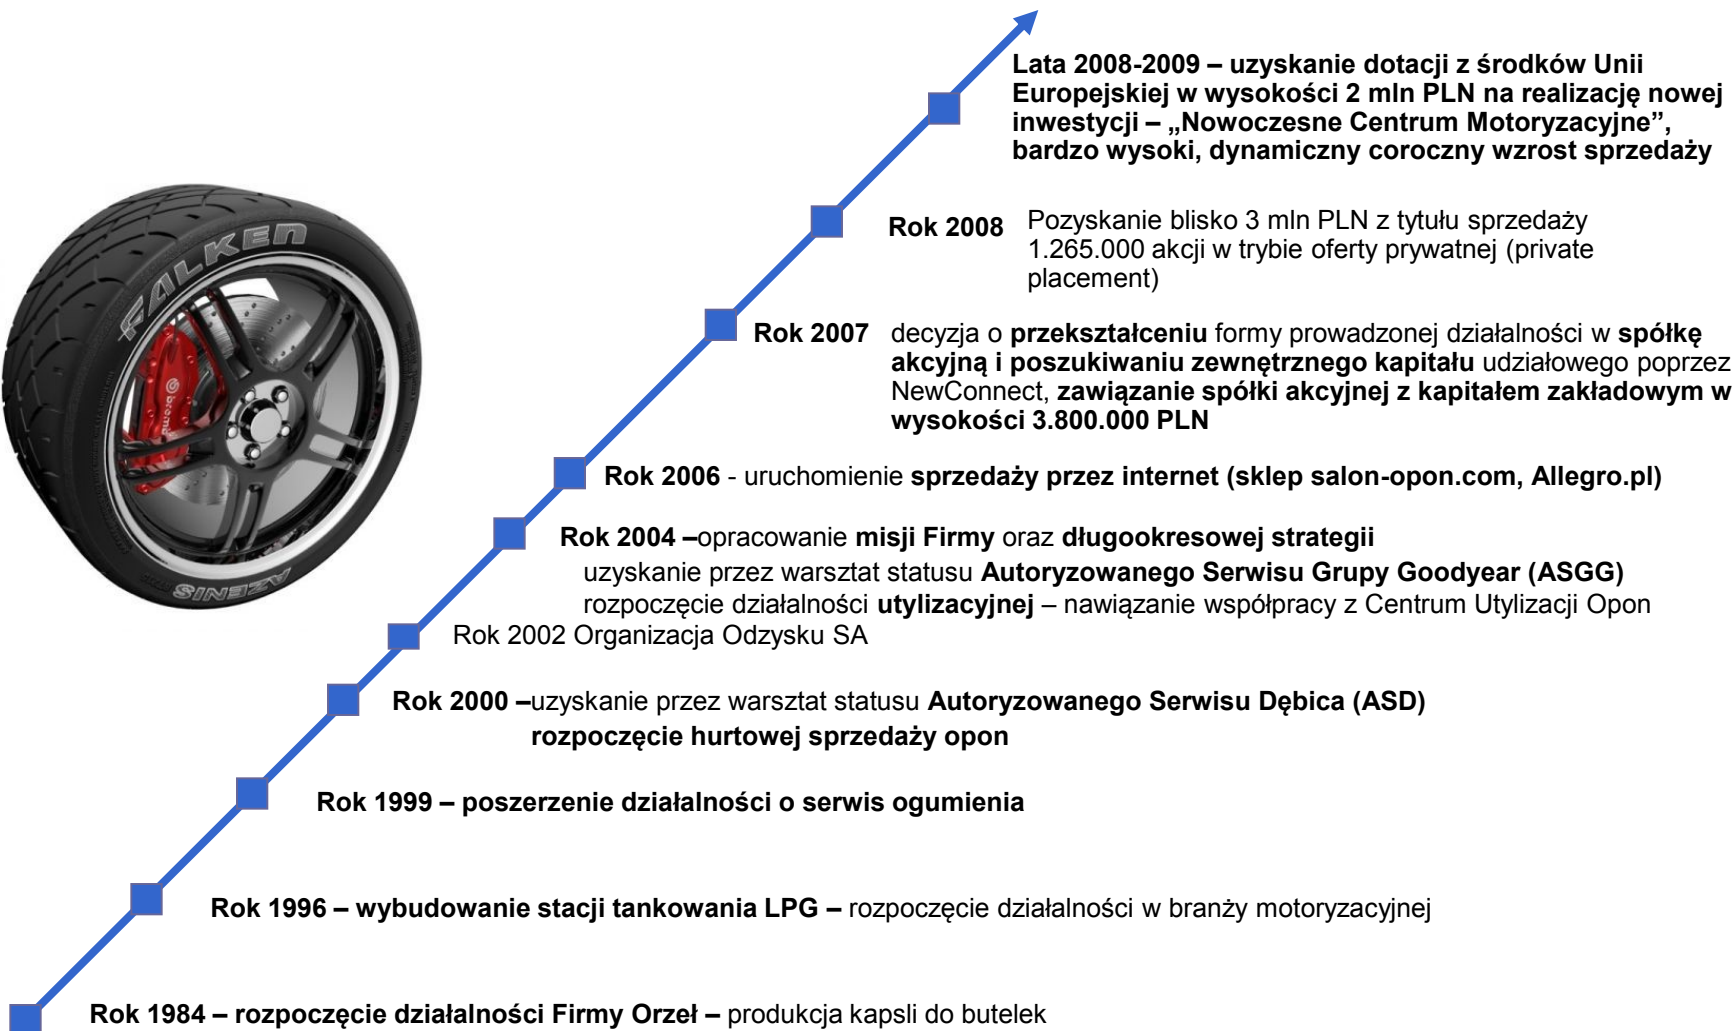 Lata 2008-2009 – uzyskanie dotacji z środków Unii
Europejskiej w wysokości 2 mln PLN na realizację nowej
inwestycji – „Nowoczesne Centrum Motoryzacyjne”,
bardzo wysoki, dynamiczny coroczny wzrost sprzedaży
FALKEN
brembo
AZENIS
Rok 2008 Pozyskanie blisko 3 mln PLN z tytułu sprzedaży
1.265.000 akcji w trybie oferty prywatnej (private
placement)
Rok 2007 decyzja o przekształceniu formy prowadzonej działalności w spółkę
akcyjną i poszukiwaniu zewnętrznego kapitału udziałowego poprzez
NewConnect, zawiązanie spółki akcyjnej z kapitałem zakładowym w
wysokości 3.800.000 PLN
Rok 2006 - uruchomienie sprzedaży przez internet (sklep salon-opon.com, Allegro.pl)
Rok 2004 –opracowanie misji Firmy oraz długookresowej strategii
uzyskanie przez warsztat statusu Autoryzowanego Serwisu Grupy Goodyear (ASGG)
rozpoczęcie działalności utylizacyjnej – nawiązanie współpracy z Centrum Utylizacji Opon
Rok 2002 Organizacja Odzysku SA
Rok 2000 –uzyskanie przez warsztat statusu Autoryzowanego Serwisu Dębica (ASD)
rozpoczęcie hurtowej sprzedaży opon
Rok 1999 – poszerzenie działalności o serwis ogumienia
Rok 1996 – wybudowanie stacji tankowania LPG – rozpoczęcie działalności w branży motoryzacyjnej
Rok 1984 – rozpoczęcie działalności Firmy Orzeł – produkcja kapsli do butelek